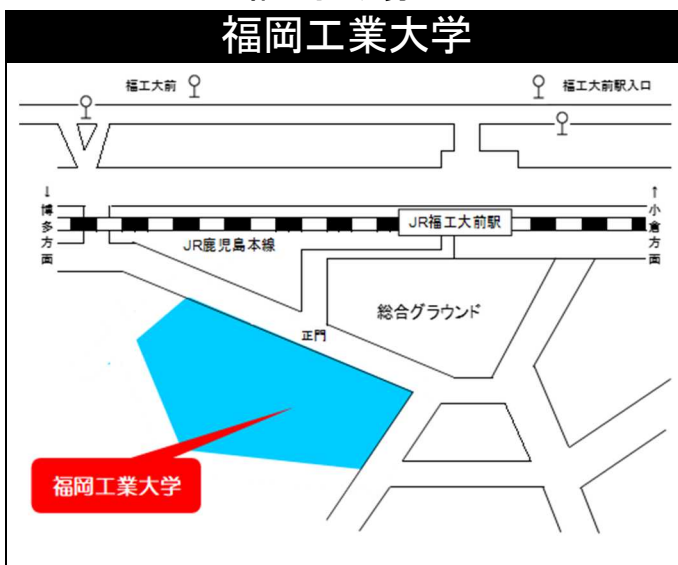 福岡工業大学
福工大前
福工大前駅入口
↓博多方面
↑小倉方面
JR福工大前駅
JR鹿児島本線
総合グラウンド
正門
福岡工業大学